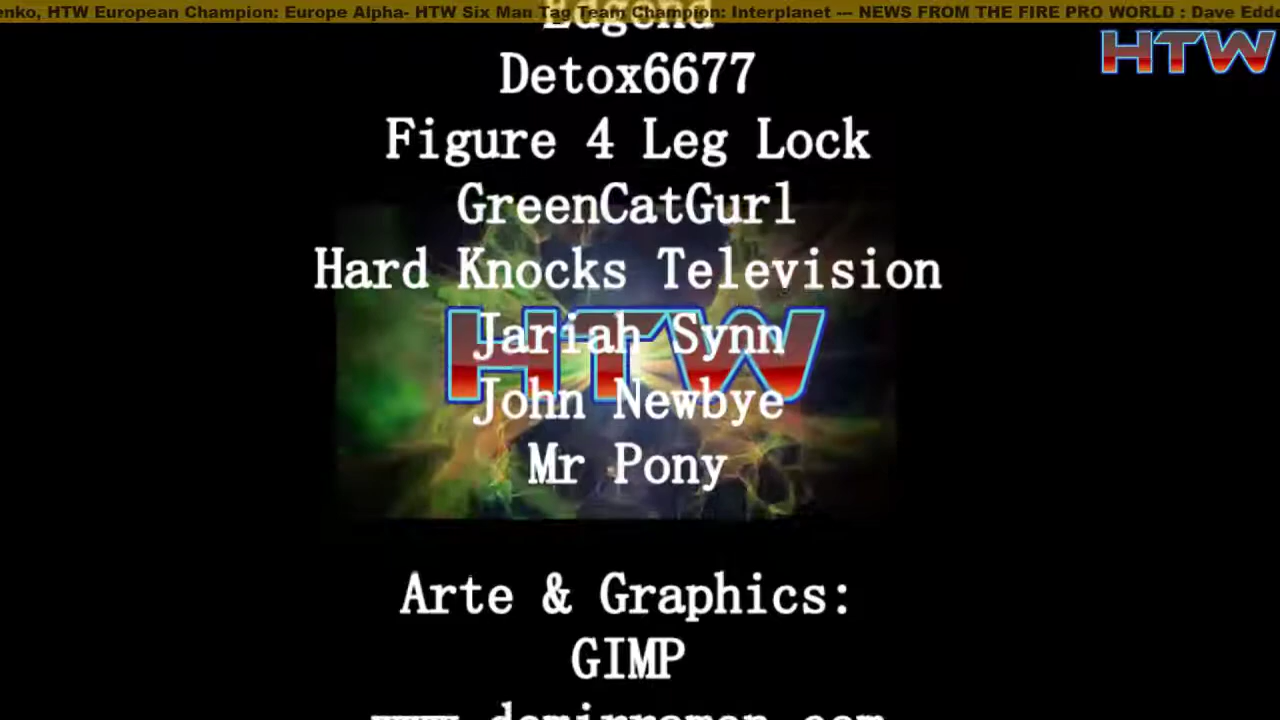 enko, HTW European Champion: Europe Alpha- HTW Six Man Tag Team Champion: Interplanet --- NEWS FROM THE FIRE PRO WORLD : Dave Edde
HTW
Detox6677
Figure 4 Leg Lock
GreenCatGurl
Hard Knocks Television
HTW
Jariah Synn
John Newbye
Mr Pony
Arte & Graphics:
GIMP